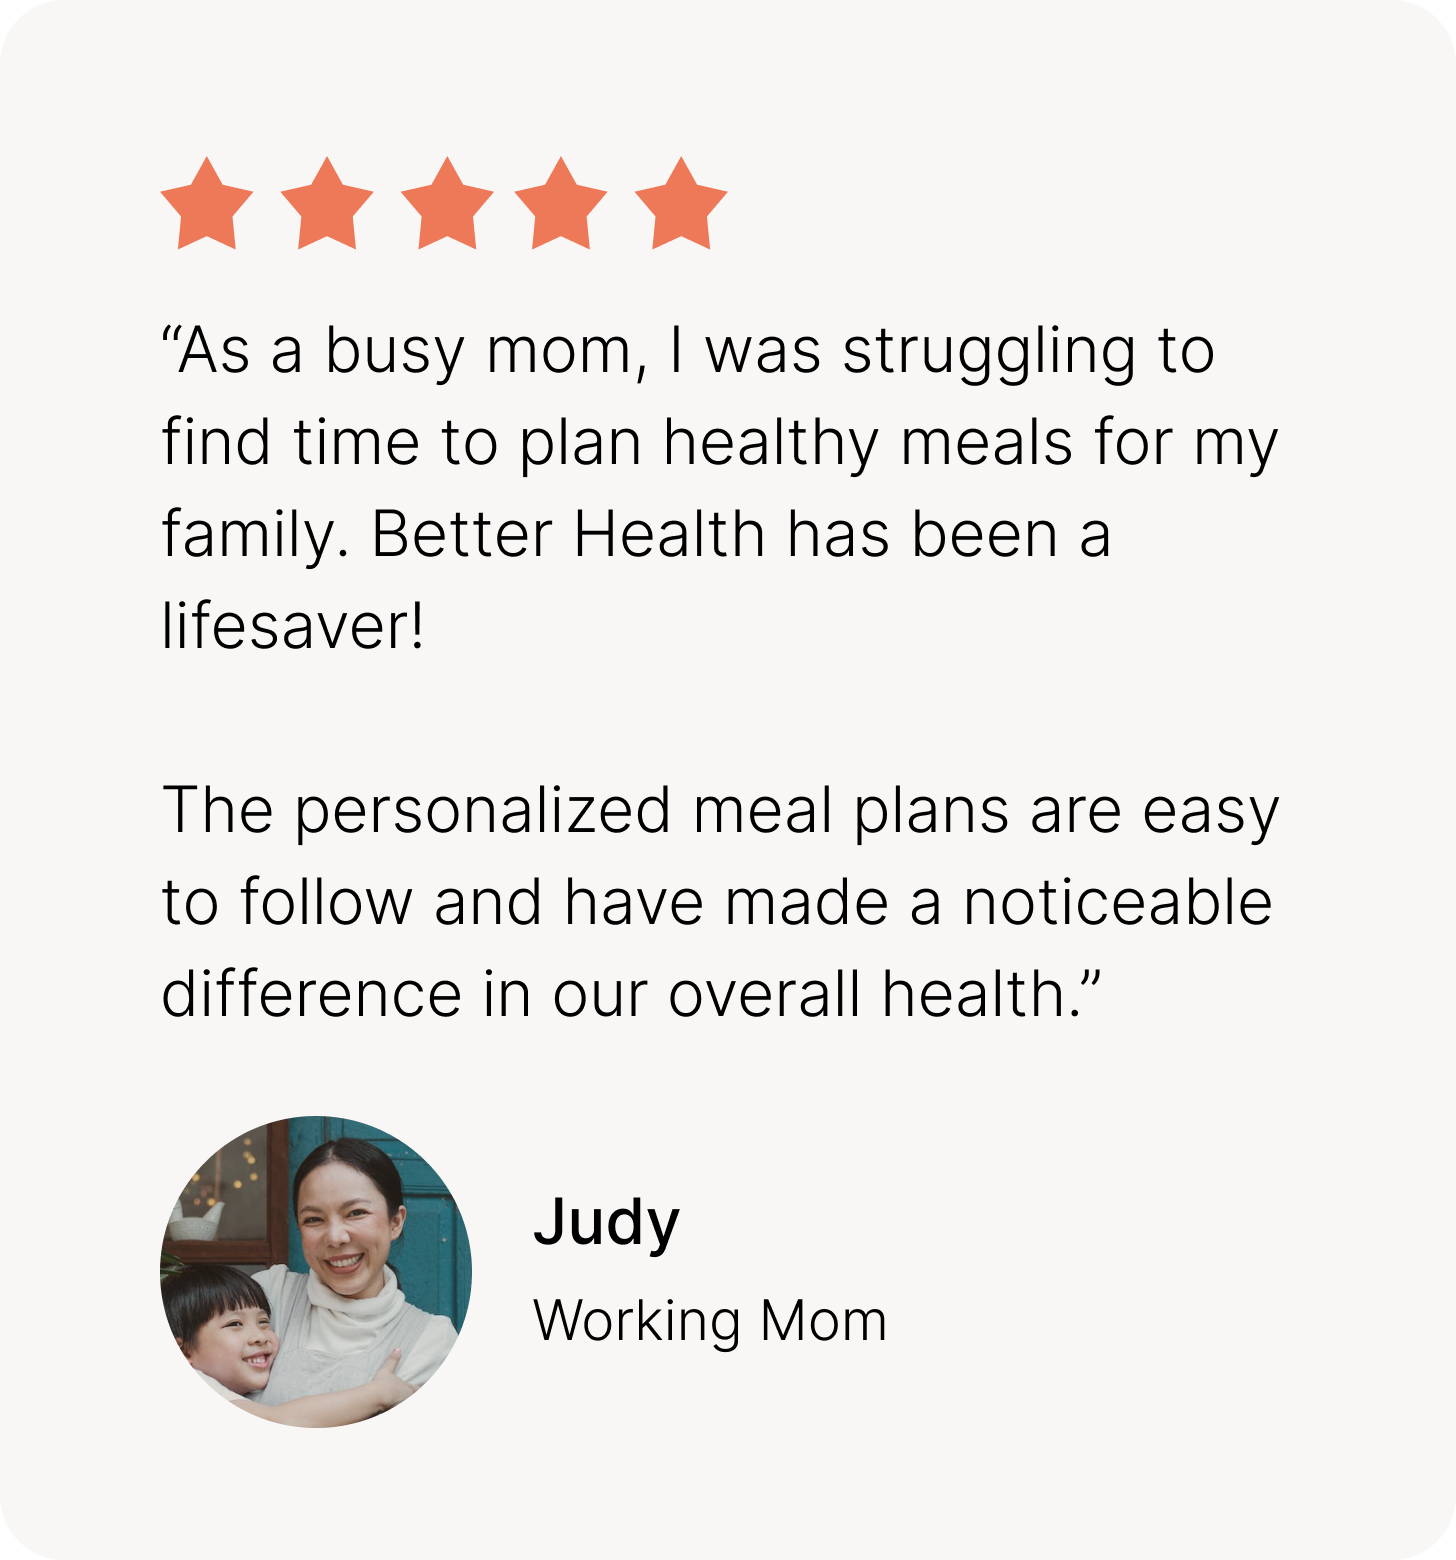 “As a busy mom, I was struggling to
find time to plan healthy meals for my
family. Better Health has been a
lifesaver!
The personalized meal plans are easy
to follow and have made a noticeable
difference in our overall health.”
Judy
Working Mom